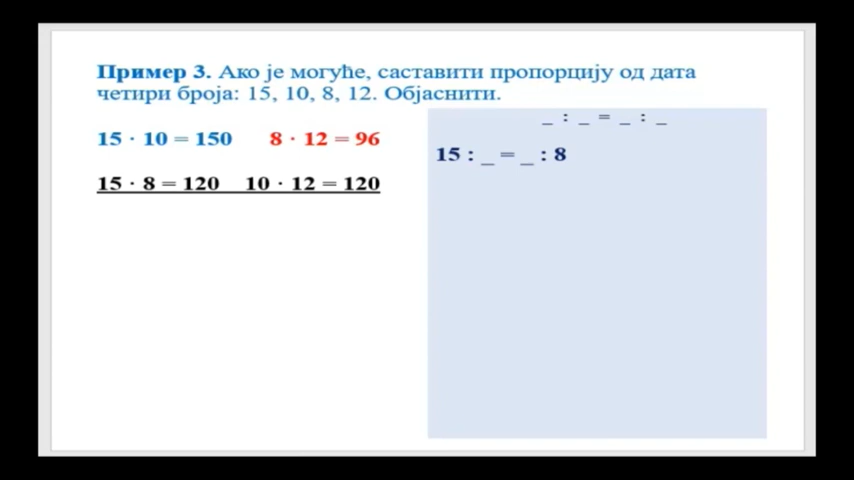 Пример 3. Ако је могуће, саставити пропорцију од дата
четири броја: 15, 10, 8, 12. Објаснити.
15 · 10 = 150 8 · 12 = 96
15 · 8 = 120 10 · 12 = 120
_ : _ = _ : _
15 : _ = _ : 8